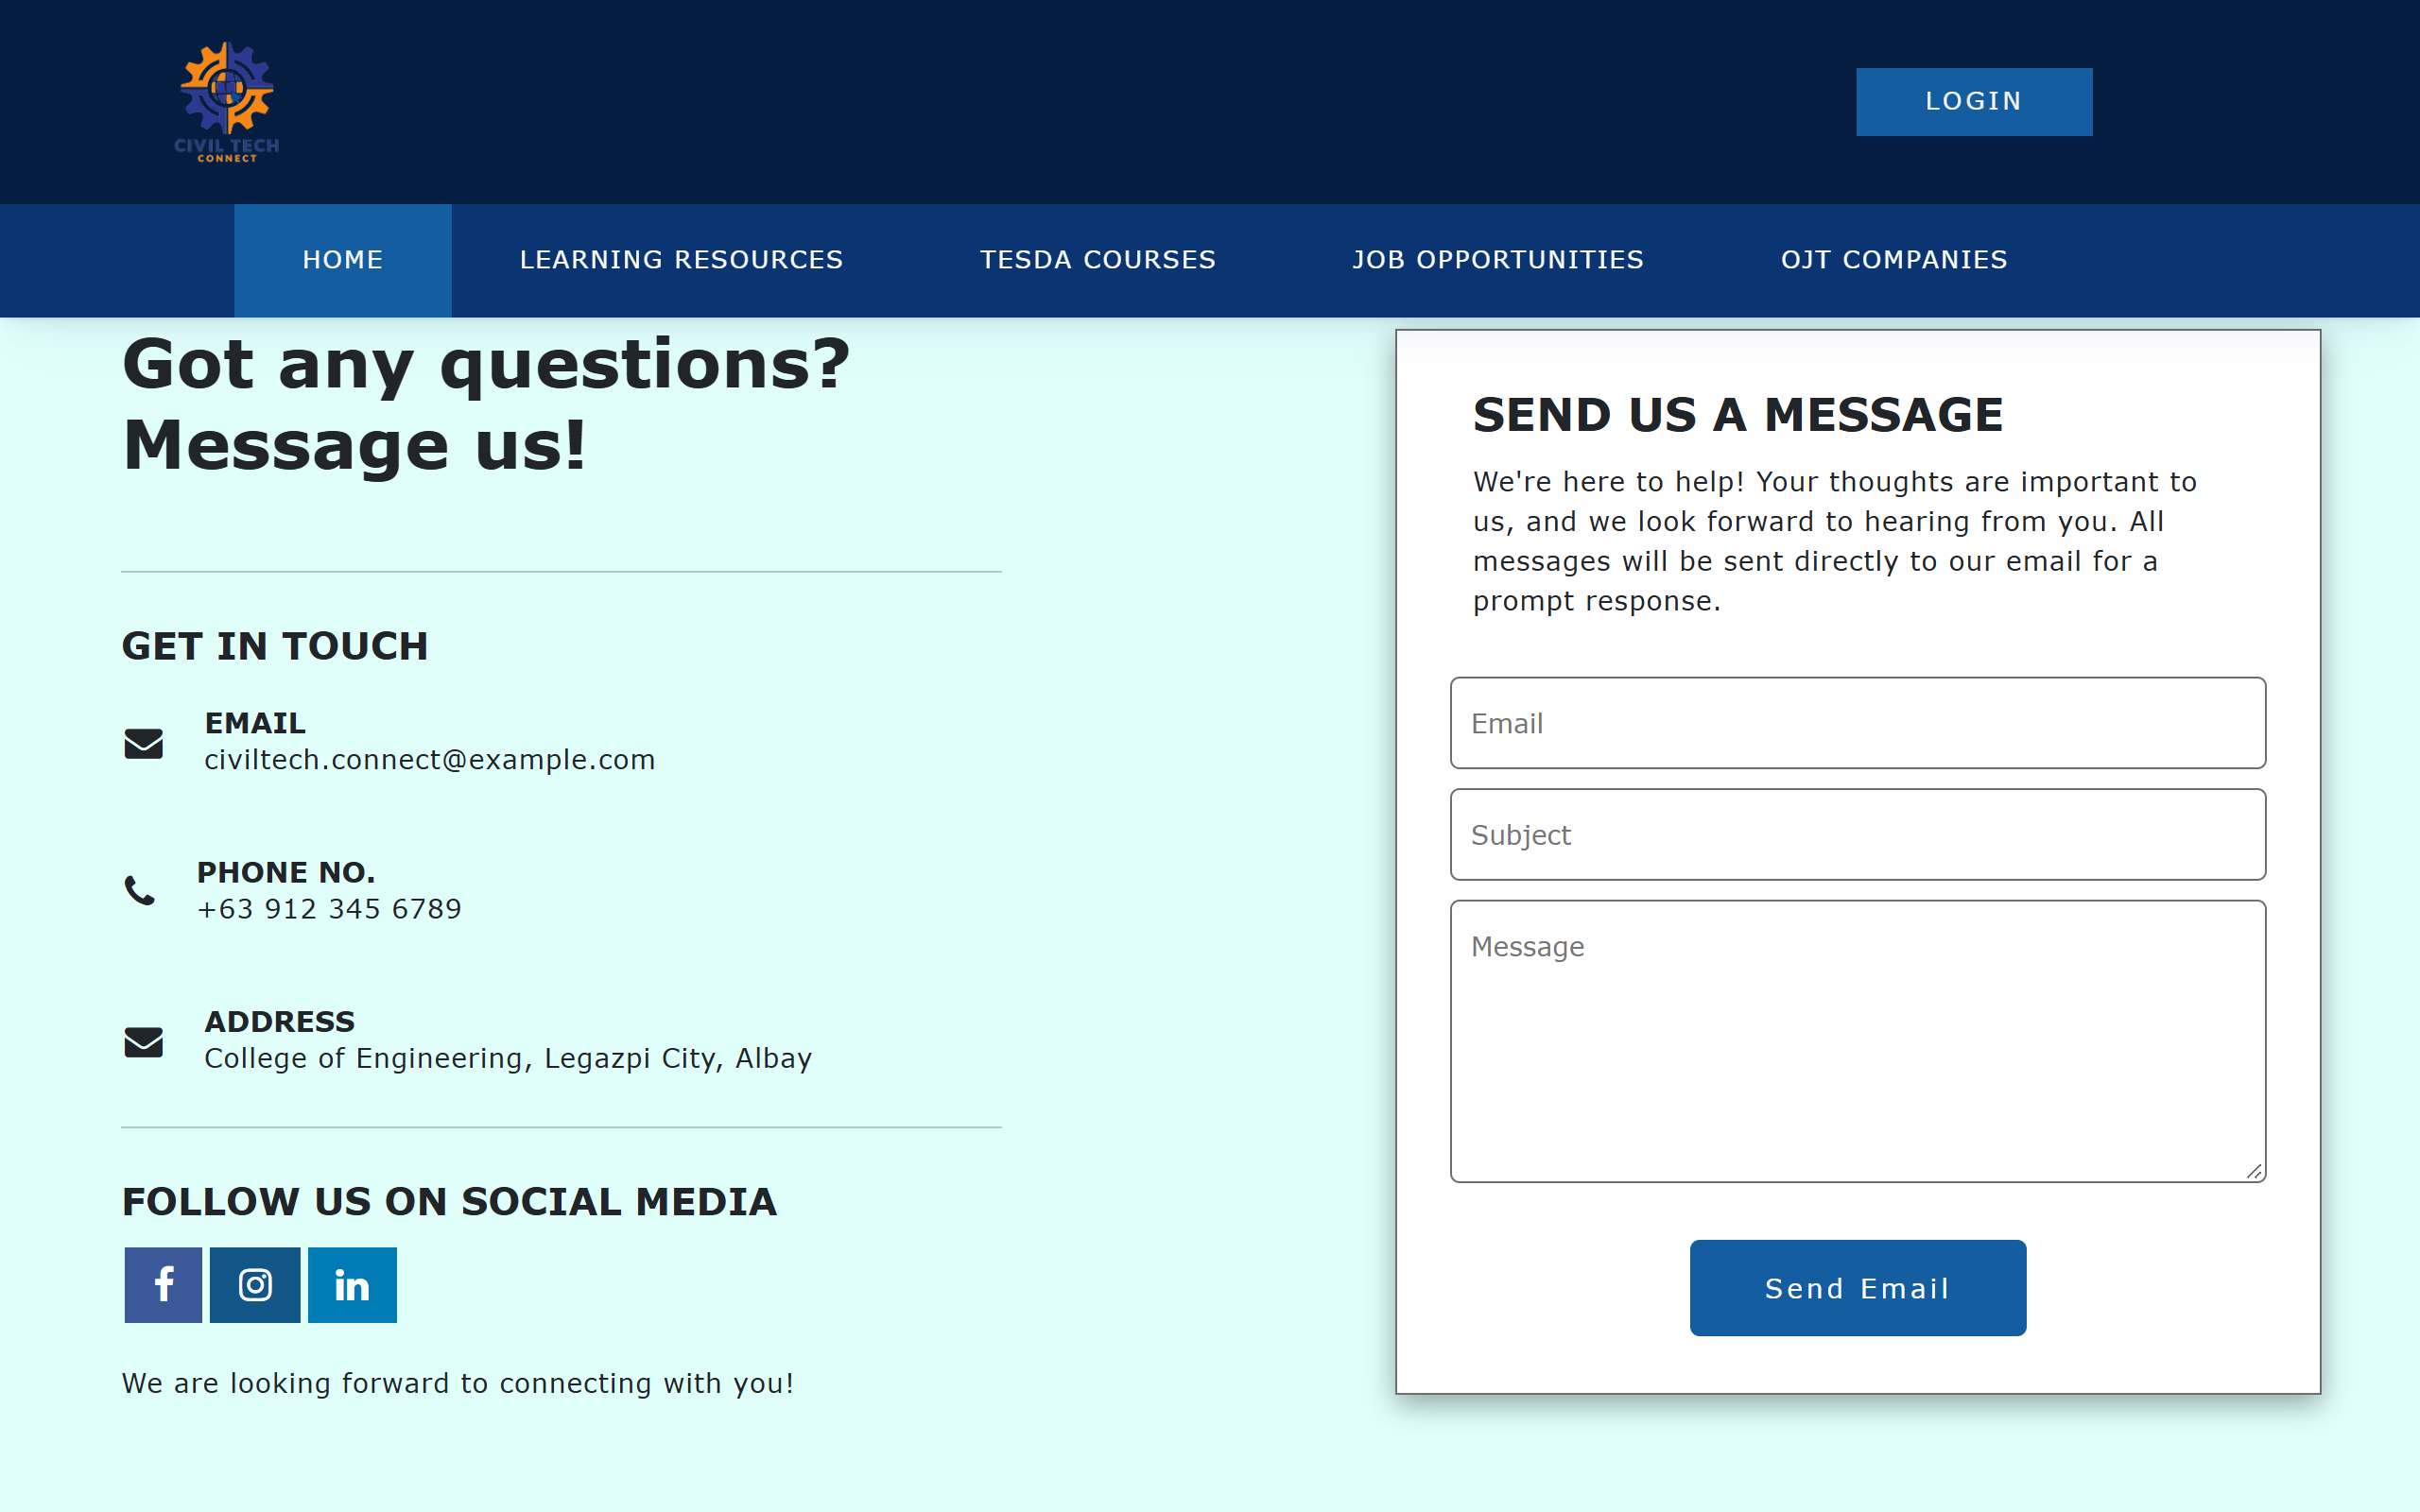 CIVIL TECH
CONNECT
LOGIN
HOME
LEARNING RESOURCES
TESDA COURSES
JOB OPPORTUNITIES
OJT COMPANIES
Got any questions?
Message us!
GET IN TOUCH
EMAIL
civiltech.connect@example.com
PHONE NO.
+63 912 345 6789
ADDRESS
College of Engineering, Legazpi City, Albay
FOLLOW US ON SOCIAL MEDIA
We are looking forward to connecting with you!
SEND US A MESSAGE
We're here to help! Your thoughts are important to
us, and we look forward to hearing from you. All
messages will be sent directly to our email for a
prompt response.
Email
Subject
Message
Send Email